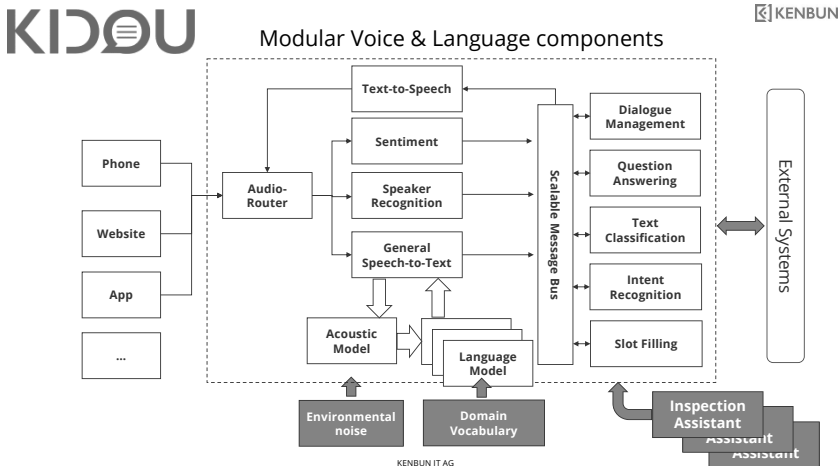 KIDOU
KENBUN
Modular Voice & Language components
Text-to-Speech
Sentiment
Speaker
Recognition
General
Speech-to-Text
Phone
Website
App
...
Audio-
Router
Acoustic
Model
Language
Model
Environmental
noise
Domain
Vocabulary
Scalable Message Bus
Dialogue
Management
Question
Answering
Text
Classification
Intent
Recognition
Slot Filling
External Systems
Inspection
Assistant
Assistant
Assistant
KENBUN IT AG